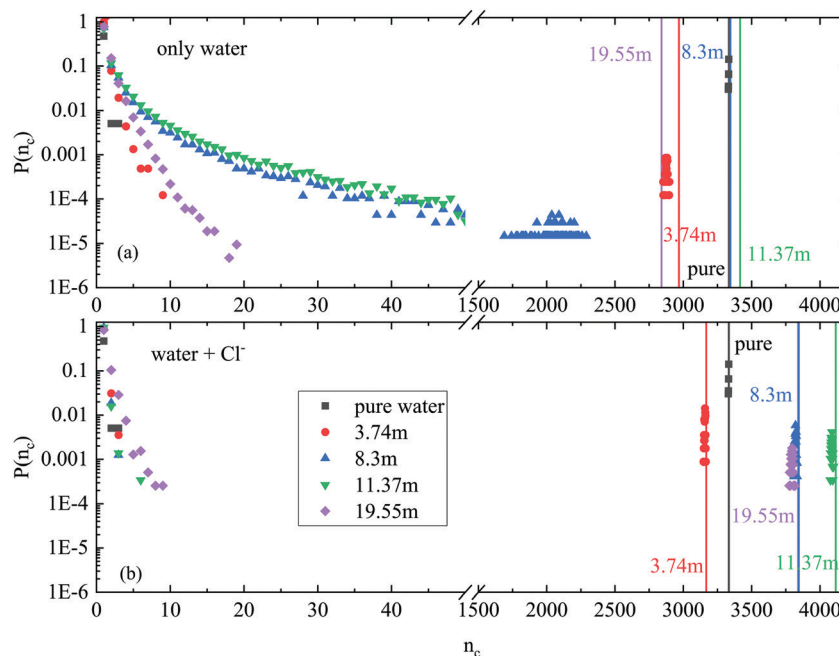 1
0.1
0.01
0.001
1E-4
1E-5
1E-6
P(n_c)
only water
(a)
19.55m
8.3m
3.74m
pure
11.37m
0
10
20
30
40
1500
2000
2500
3000
3500
4000
1
0.1
0.01
0.001
1E-4
1E-5
1E-6
P(n_c)
water + Cl⁻
(b)
pure water
3.74m
8.3m
11.37m
19.55m
pure
8.3m
19.55m
3.74m
11.37m
0
10
20
30
40
1500
2000
2500
3000
3500
4000
n_c